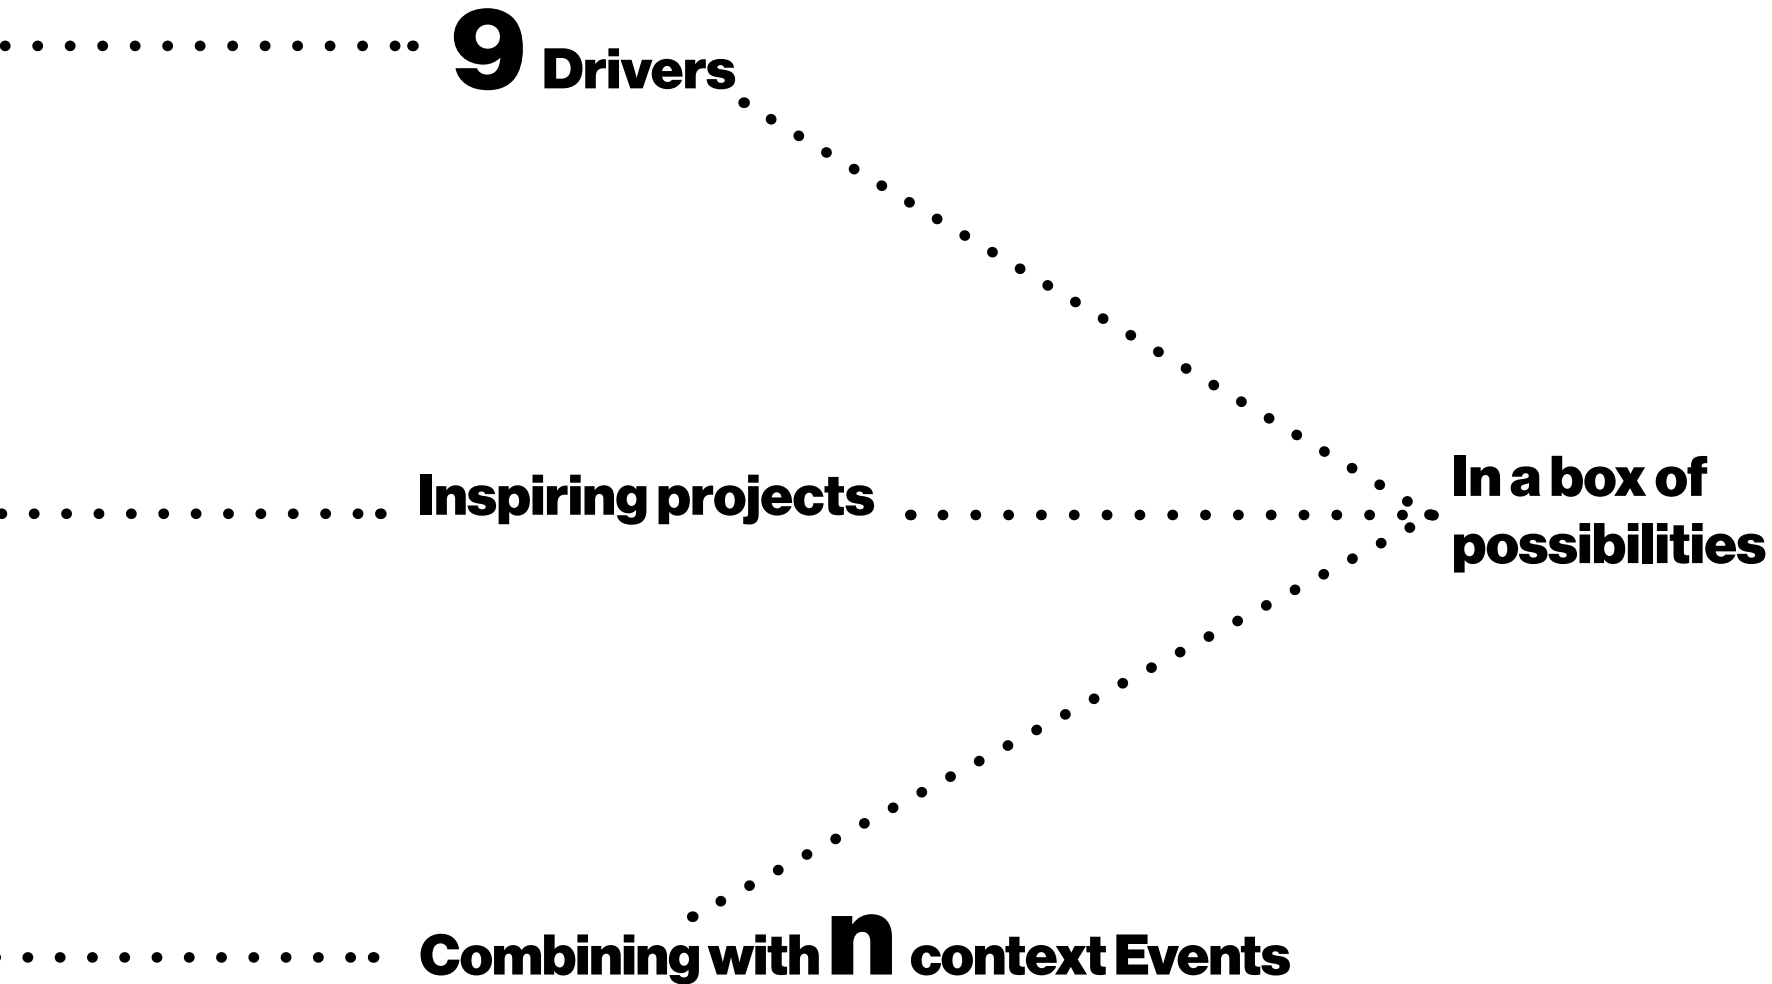 9 Drivers
Inspiring projects
In a box of
possibilities
Combining with n context Events